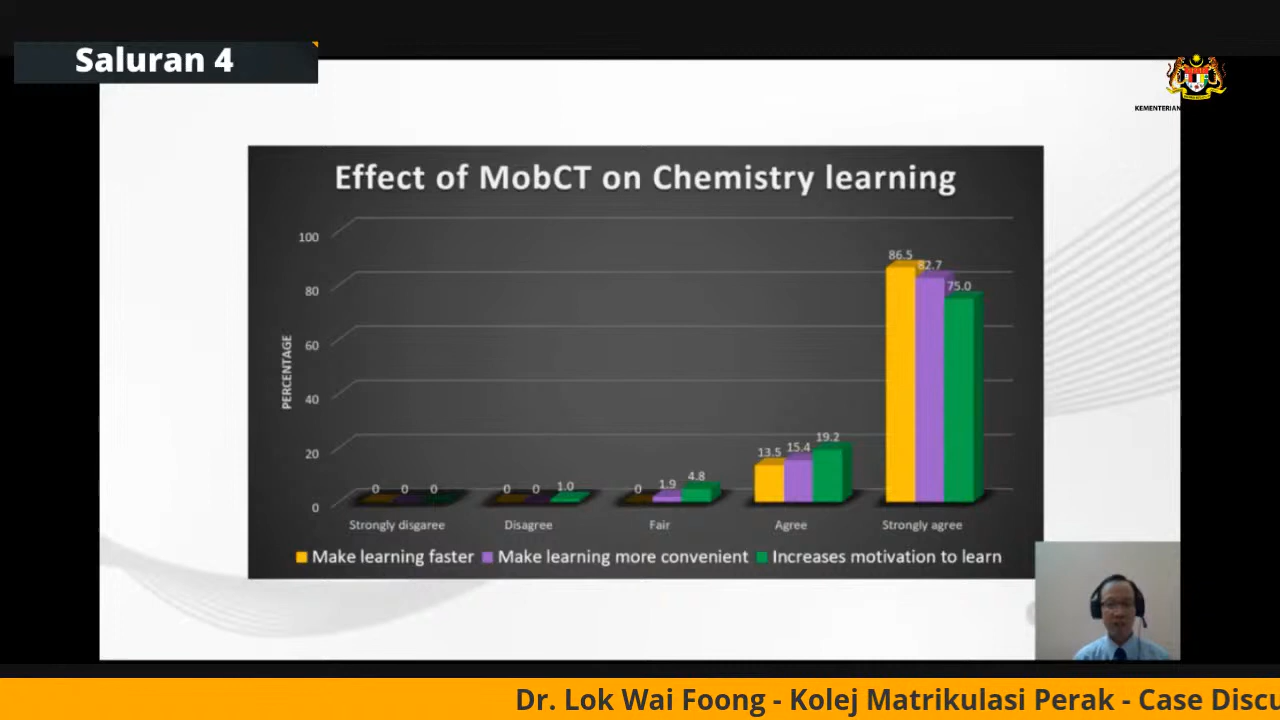 Saluran 4
KEMENTERIAN
Effect of MobCT on Chemistry learning
PERCENTAGE
100
80
60
40
20
0
0 0 0
0 0 1.0
0 1.9 4.8
13.5 15.4 19.2
86.5 82.7 75.0
Strongly disgaree Disagree Fair Agree Strongly agree
Make learning faster Make learning more convenient Increases motivation to learn
Dr. Lok Wai Foong - Kolej Matrikulasi Perak - Case Discu